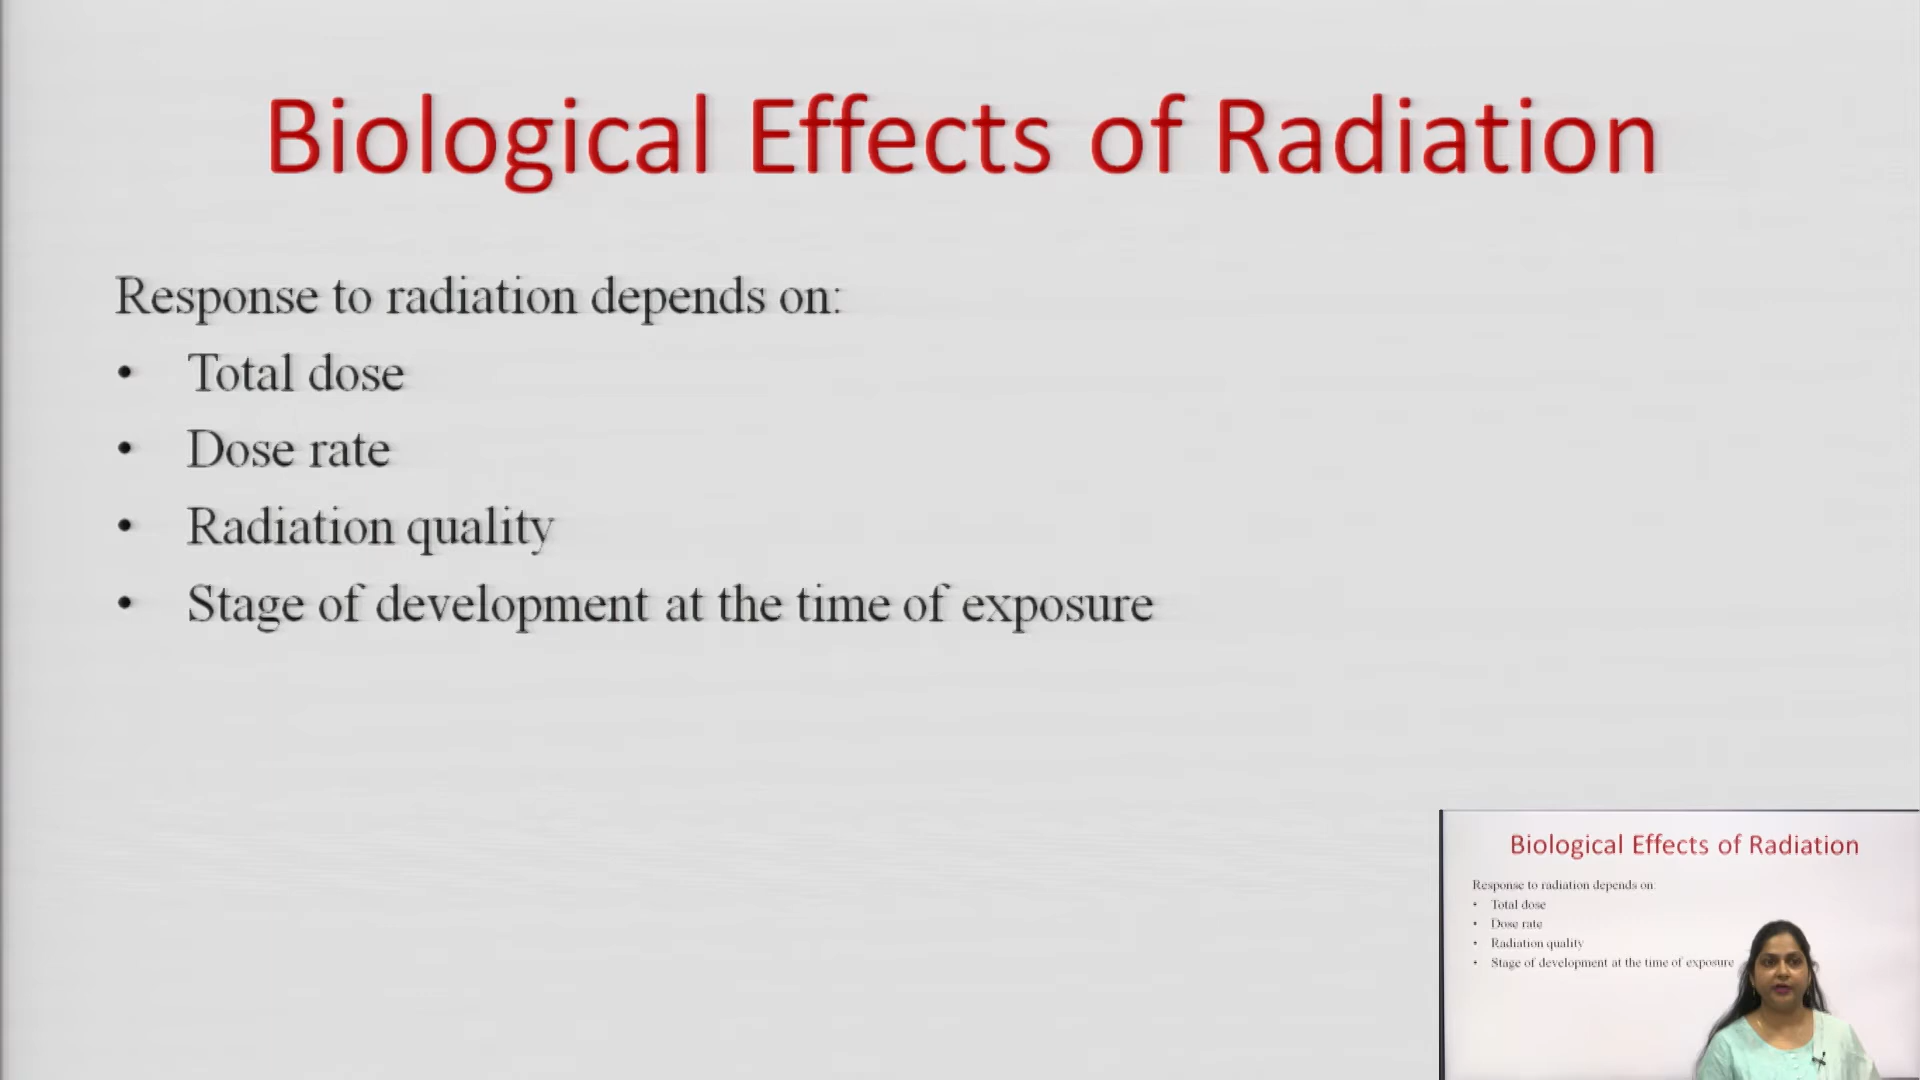 Biological Effects of Radiation
Response to radiation depends on:
• Total dose
• Dose rate
• Radiation quality
• Stage of development at the time of exposure
Biological Effects of Radiation
Response to radiation depends on:
• Total dose
• Dose rate
• Radiation quality
• Stage of development at the time of exposure